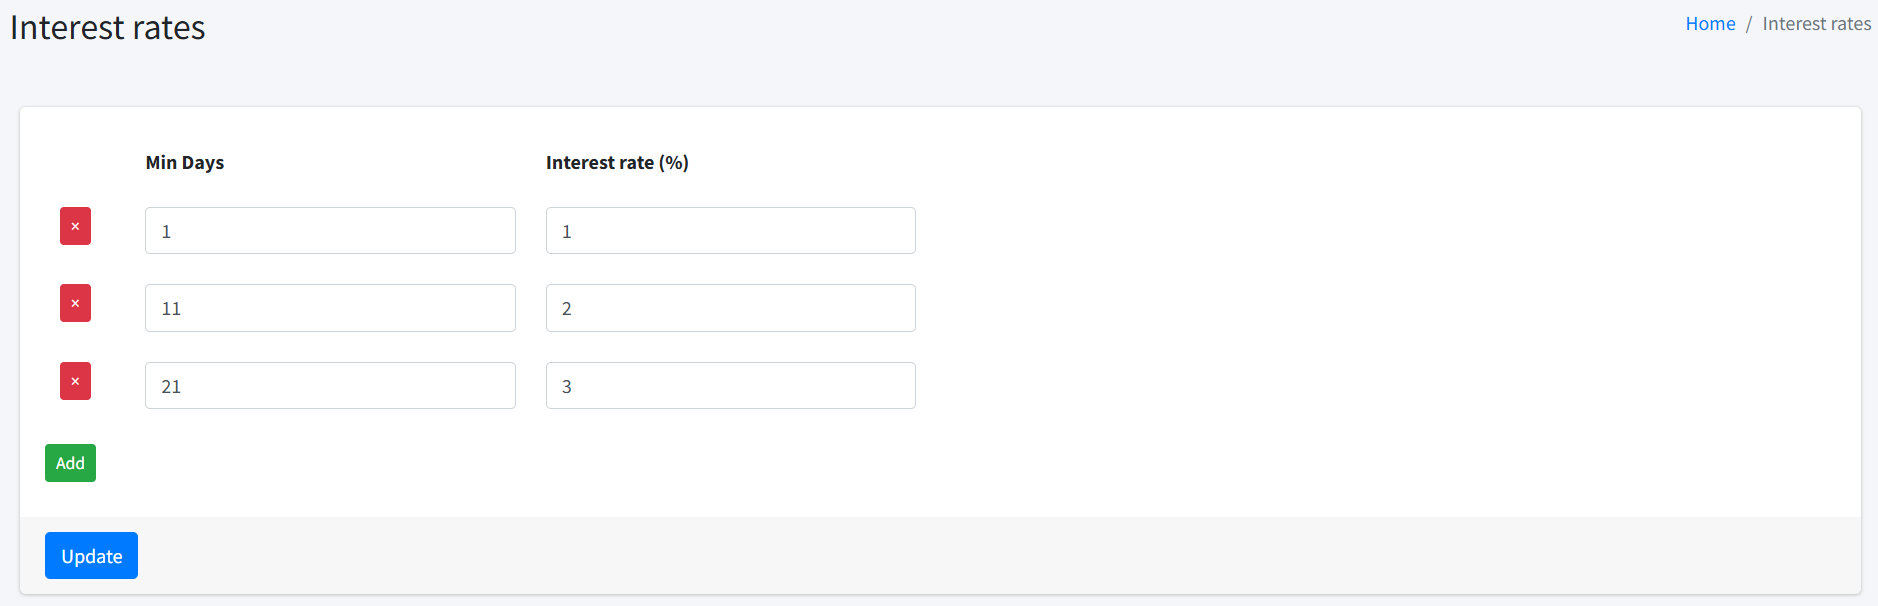 Interest rates
Home / Interest rates
Min Days Interest rate (%)
× 1 1
× 11 2
× 21 3
Add
Update